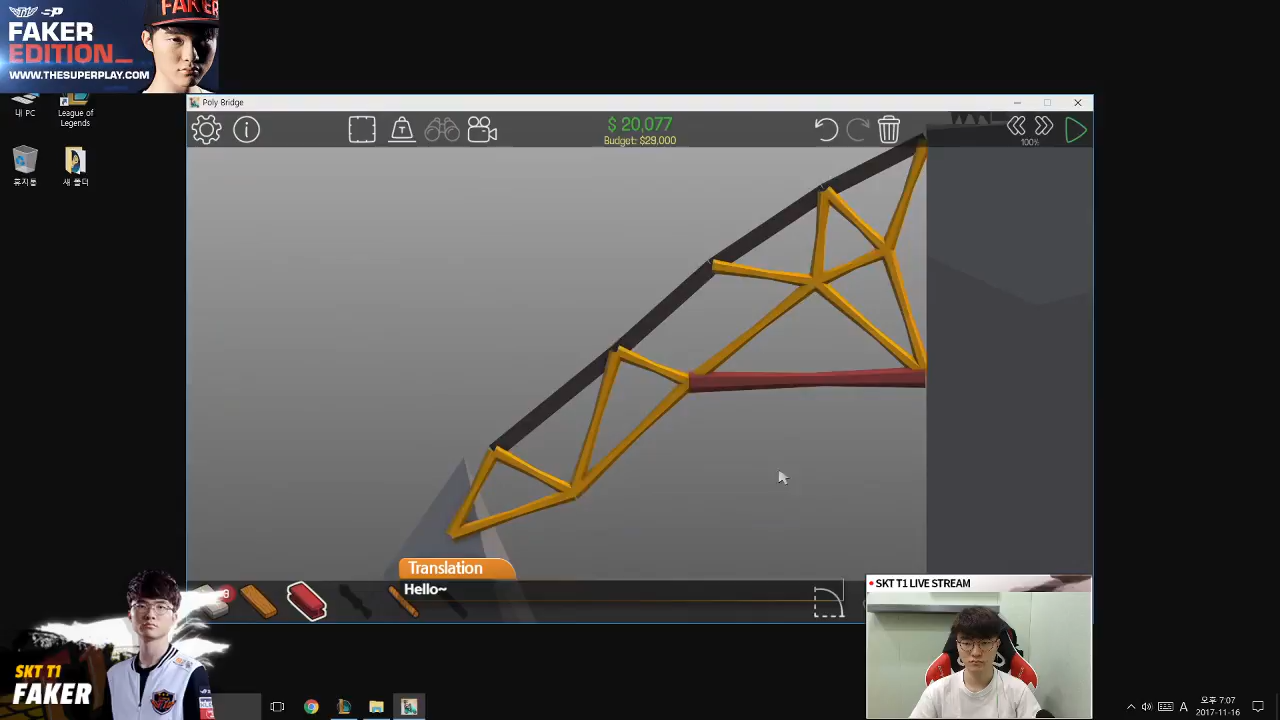 SP
FAKER
FAKER
EDITION_
WWW.THESUPERPLAY.COM
내 PC
League of
Legends
휴지통
새 폴더
Poly Bridge
$ 20,077
Budget: $29,000
T
100%
Translation
Hello~
SKT T1
FAKER
SKT T1 LIVE STREAM
A
오후 7:07
2017-11-16